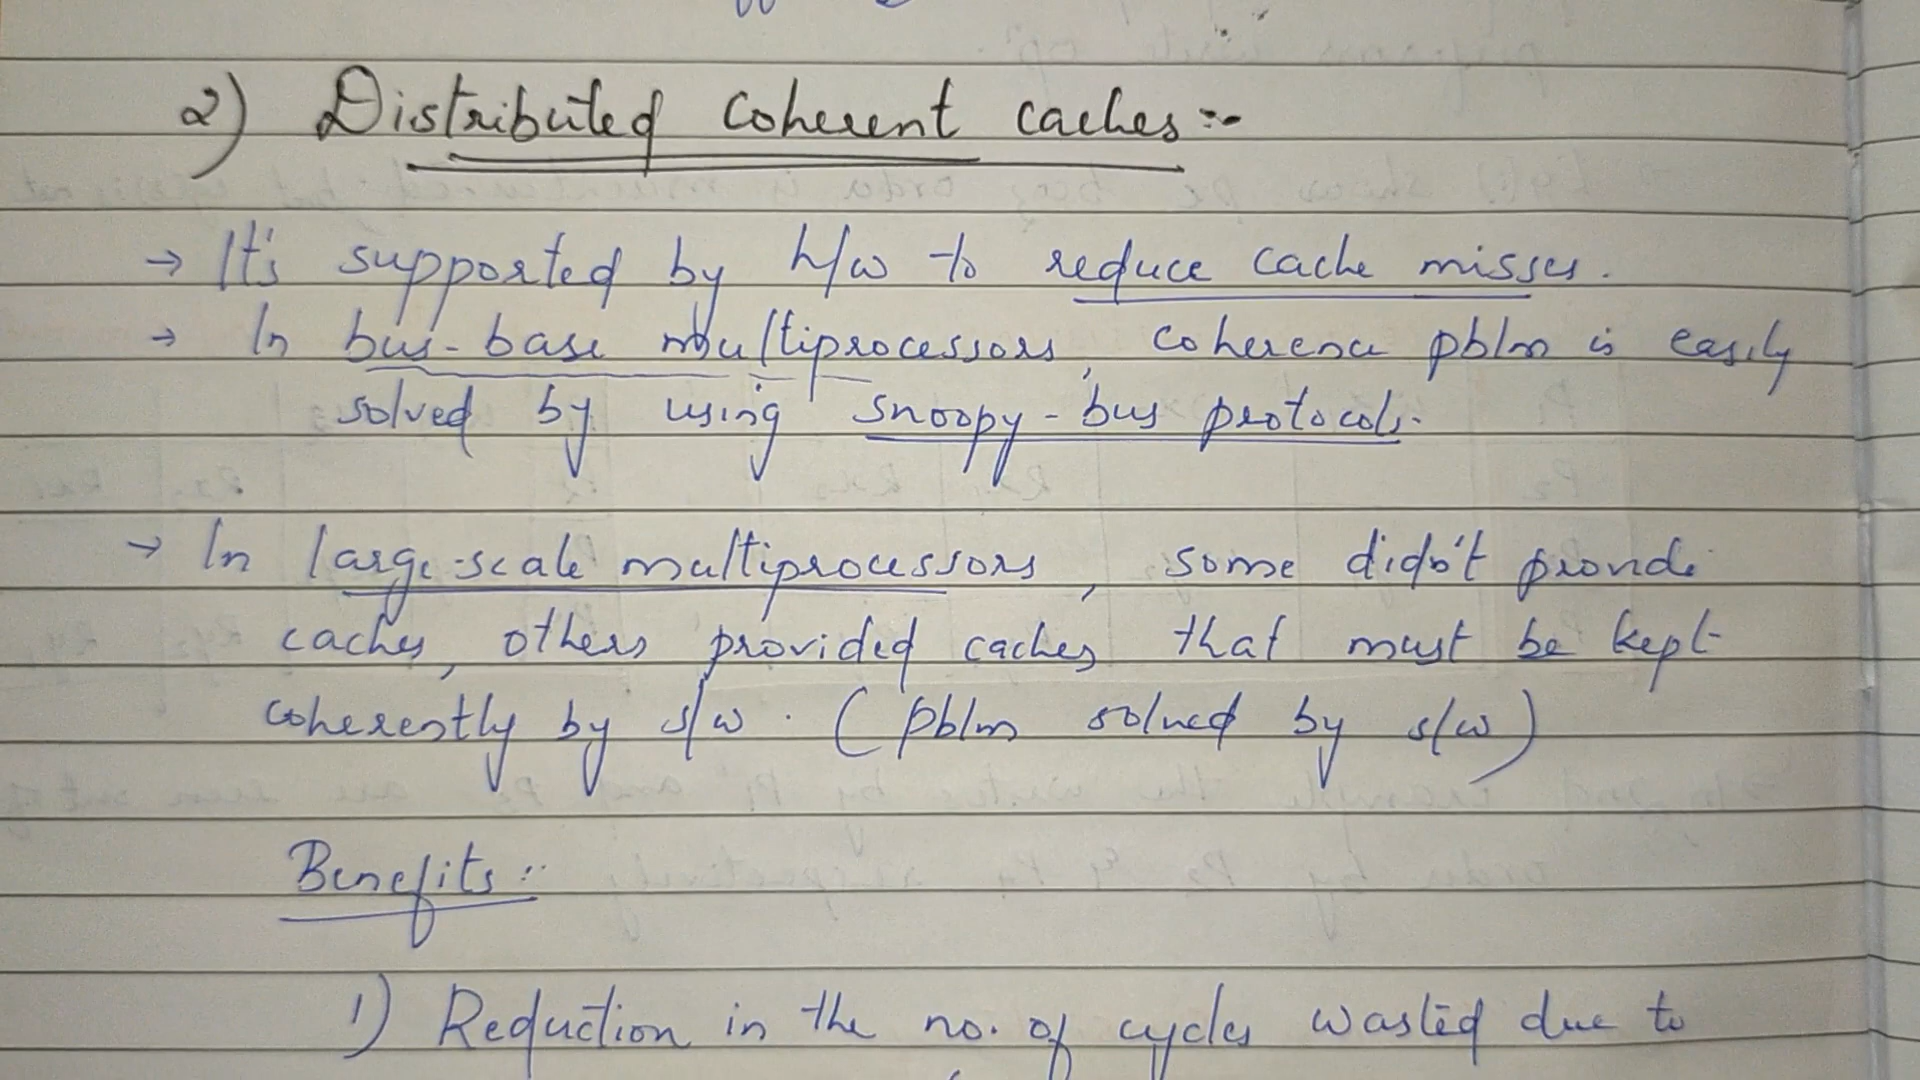 2) Distributed coherent caches :-
→ It's supported by h/w to reduce cache misses.
→ In bus-base multiprocessors, coherence pblm is easily
solved by using snoopy-bus protocols.
→ In large-scale multiprocessors, some didn't provide
caches, others provided caches that must be kept
coherently by s/w. (pblm solved by s/w)
Benefits :-
1) Reduction in the no. of cycles wasted due to